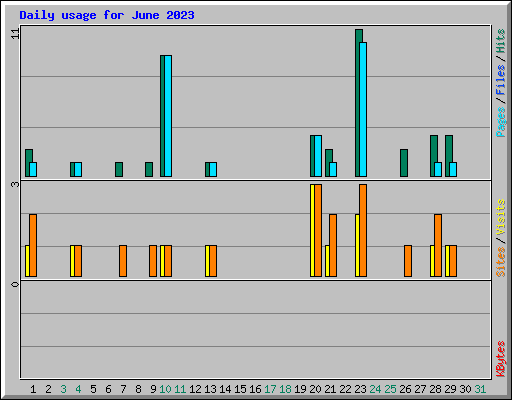 Daily usage for June 2023
11
Pages/Files/Hits
3
Sites/Visits
0
KBytes
1 2 3 4 5 6 7 8 9 10 11 12 13 14 15 16 17 18 19 20 21 22 23 24 25 26 27 28 29 30 31